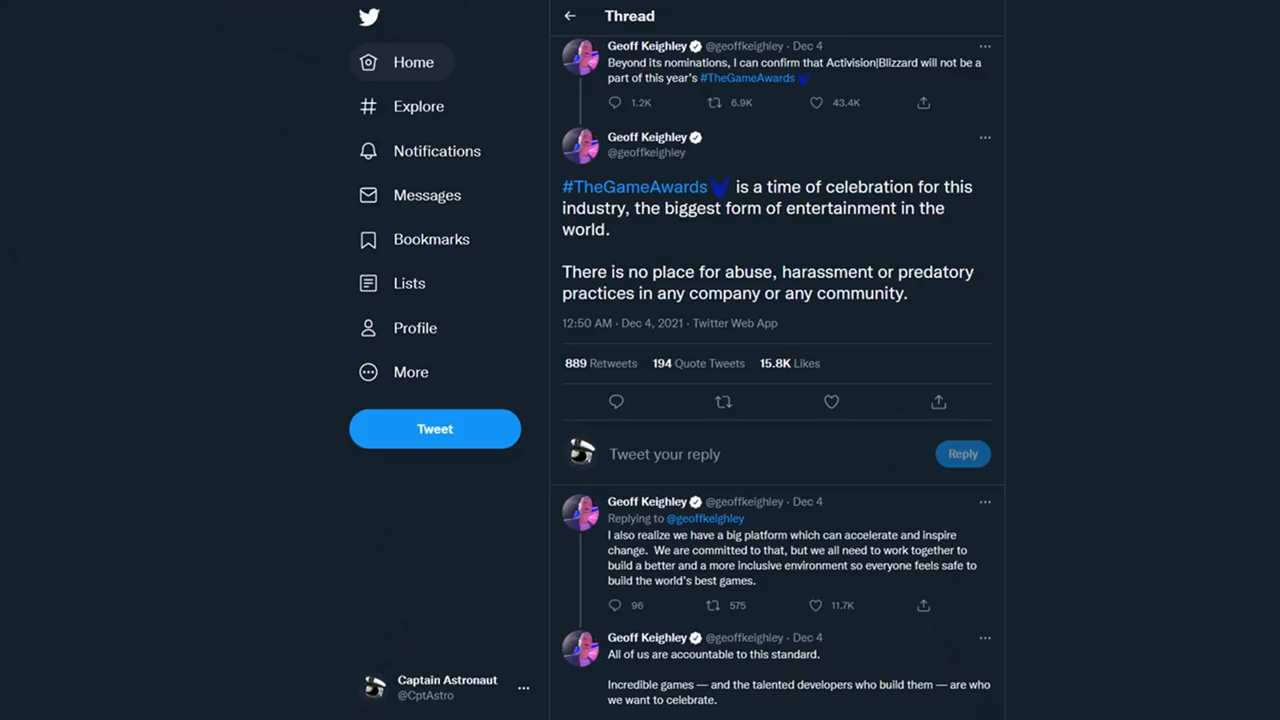 Thread
Home
Explore
Notifications
Messages
Bookmarks
Lists
Profile
More
Tweet
Captain Astronaut
@CptAstro
Geoff Keighley @geoffkeighley · Dec 4
Beyond its nominations, I can confirm that Activision|Blizzard will not be a
part of this year's #TheGameAwards
1.2K 6.9K 43.4K
Geoff Keighley
@geoffkeighley
#TheGameAwards is a time of celebration for this
industry, the biggest form of entertainment in the
world.
There is no place for abuse, harassment or predatory
practices in any company or any community.
12:50 AM · Dec 4, 2021 · Twitter Web App
889 Retweets 194 Quote Tweets 15.8K Likes
Tweet your reply
Reply
Geoff Keighley @geoffkeighley · Dec 4
Replying to @geoffkeighley
I also realize we have a big platform which can accelerate and inspire
change. We are committed to that, but we all need to work together to
build a better and a more inclusive environment so everyone feels safe to
build the world's best games.
96 575 11.7K
Geoff Keighley @geoffkeighley · Dec 4
All of us are accountable to this standard.
Incredible games — and the talented developers who build them — are who
we want to celebrate.